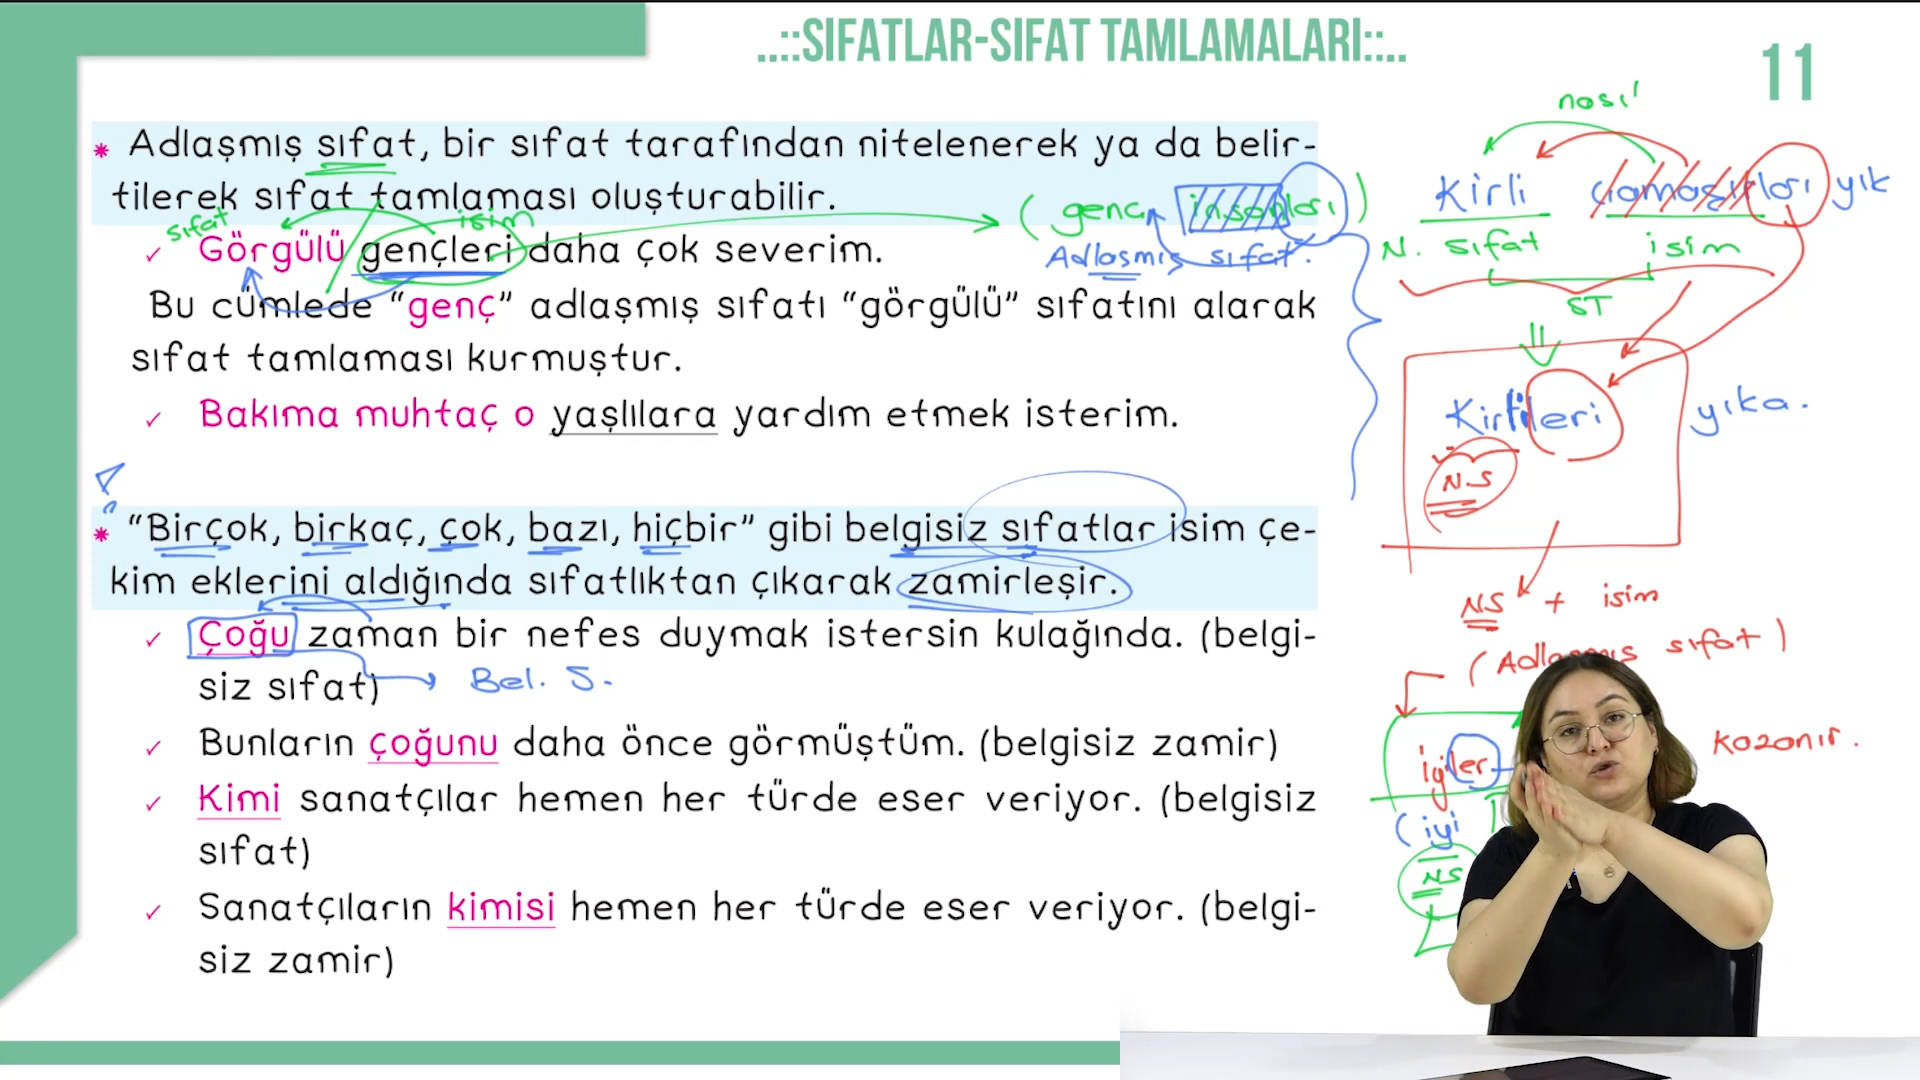 ..::SIFATLAR-SIFAT TAMLAMALARI::..
11
* Adlaşmış sıfat, bir sıfat tarafından nitelenerek ya da belir-
tilerek sıfat tamlaması oluşturabilir.
sıfat
isim
✓ Görgülü gençleri daha çok severim.
Bu cümlede “genç” adlaşmış sıfatı “görgülü” sıfatını alarak
sıfat tamlaması kurmuştur.
✓ Bakıma muhtaç o yaşlılara yardım etmek isterim.
* “Birçok, birkaç, çok, bazı, hiçbir” gibi belgisiz sıfatlar isim çe-
kim eklerini aldığında sıfatlıktan çıkarak zamirleşir.
✓ Çoğu zaman bir nefes duymak istersin kulağında. (belgi-
siz sıfat)
Bel. S.
✓ Bunların çoğunu daha önce görmüştüm. (belgisiz zamir)
✓ Kimi sanatçılar hemen her türde eser veriyor. (belgisiz
sıfat)
✓ Sanatçıların kimisi hemen her türde eser veriyor. (belgi-
siz zamir)
(genç insanları)
Adlaşmış sıfat.
nasıl
Kirli çamaşırları yık
N. sıfat
isim
ST
Kirlileri yıka.
N.S
NS + isim
(Adlaşmış sıfat)
iyiler
kazanır.
(iyi
NS